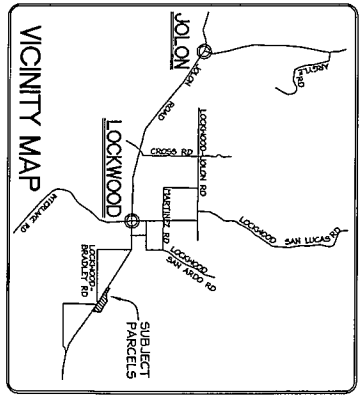 VICINITY MAP
JOLON
JOLON
ROAD
ARGYLE
RD
LOCKWOOD
CROSS RD
LOCKWOOD
-JOLON RD
MARTINEZ RD
LOCKWOOD
SAN LUCAS RD
LOCKWOOD
SAN ARDO RD
LOCKWOOD-
BRADLEY RD
SUBJECT
PARCELS